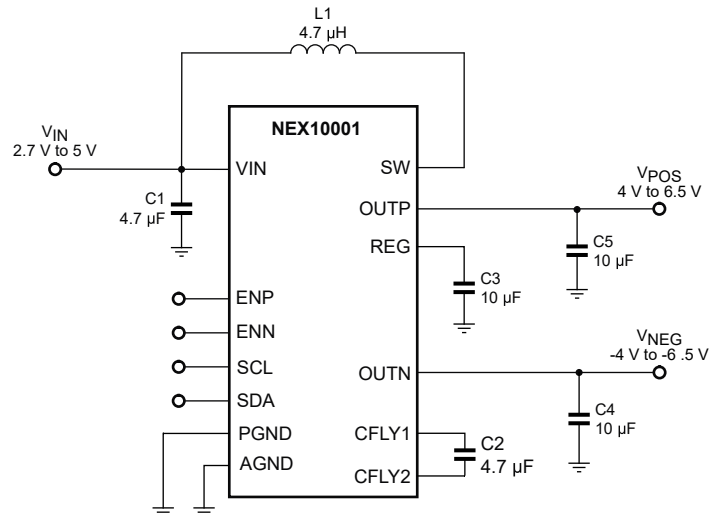 L1
4.7 µH
NEX10001
VIN
2.7 V to 5 V
VIN
SW
C1
4.7 µF
OUTP
VPOS
4 V to 6.5 V
REG
C5
10 µF
C3
10 µF
ENP
ENN
SCL
SDA
OUTN
VNEG
-4 V to -6 .5 V
C4
10 µF
PGND
AGND
CFLY1
CFLY2
C2
4.7 µF